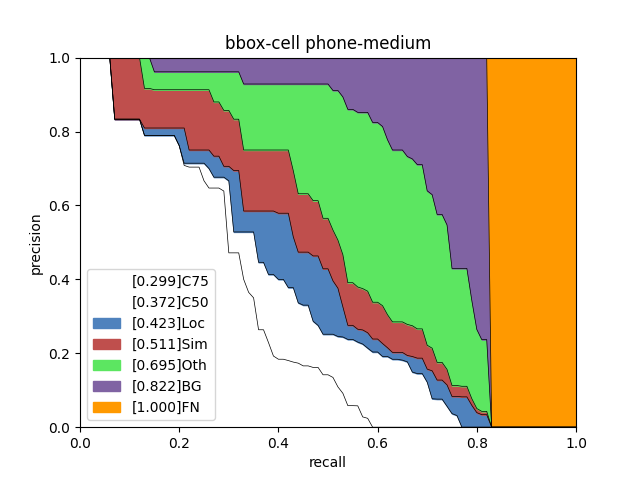 bbox-cell phone-medium
precision
1.0
0.8
0.6
0.4
0.2
0.0
[0.299]C75
[0.372]C50
[0.423]Loc
[0.511]Sim
[0.695]Oth
[0.822]BG
[1.000]FN
0.0 0.2 0.4 0.6 0.8 1.0
recall